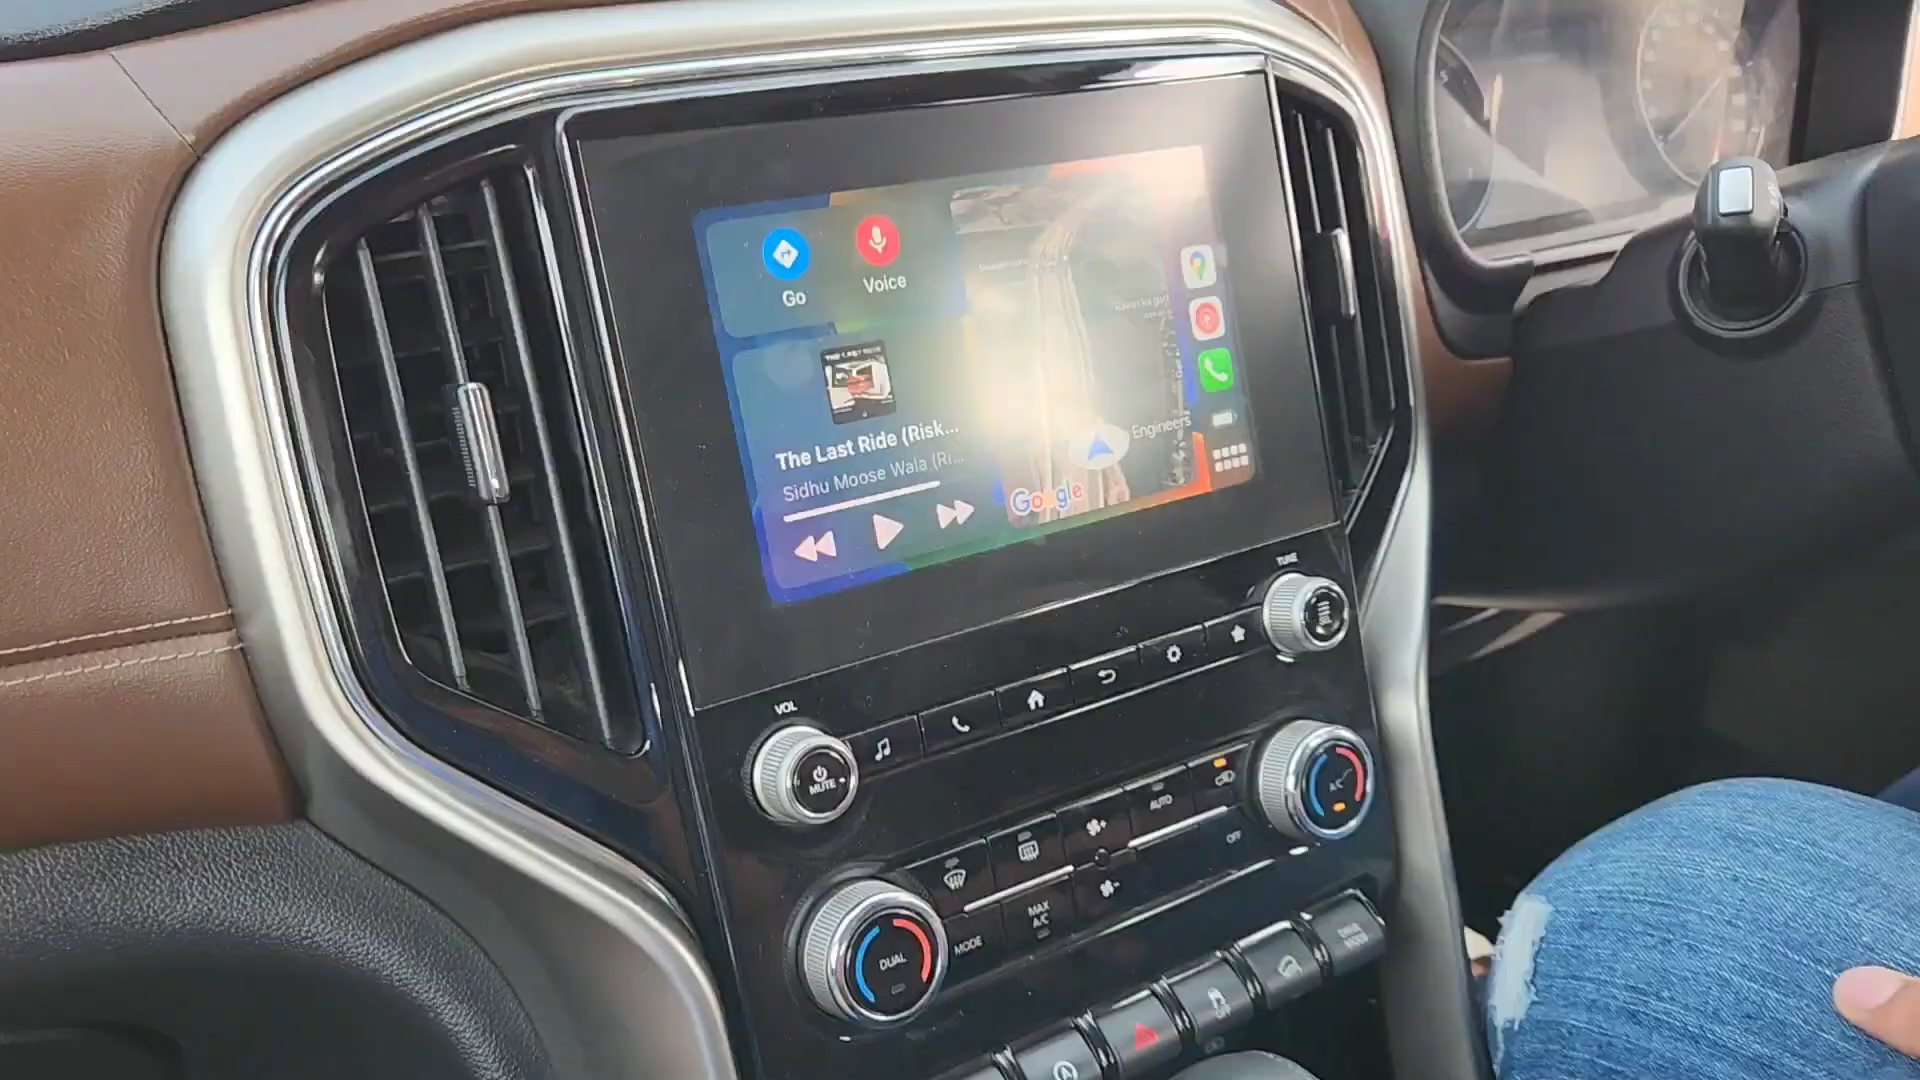 Go
Voice
The Last Ride (Risk...
Sidhu Moose Wala (Ri...
Engineers
Google
TUNE
VOL
MUTE
A/C
AUTO
OFF
MAX
A/C
MODE
DUAL